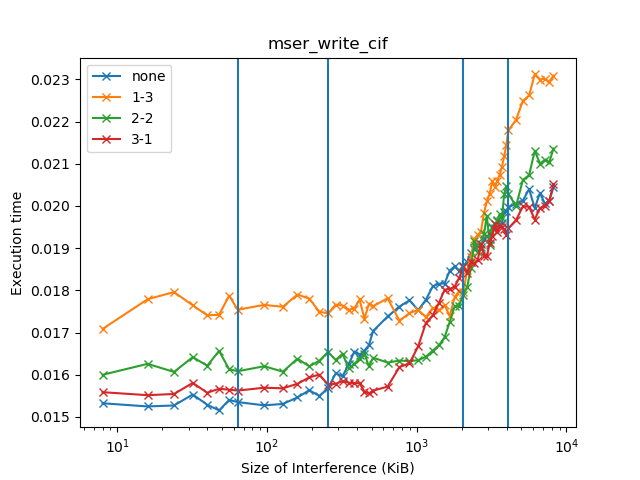 mser_write_cif
none
1-3
2-2
3-1
0.023
0.022
0.021
0.020
0.019
0.018
0.017
0.016
0.015
Execution time
10¹ 10² 10³ 10⁴
Size of Interference (KiB)